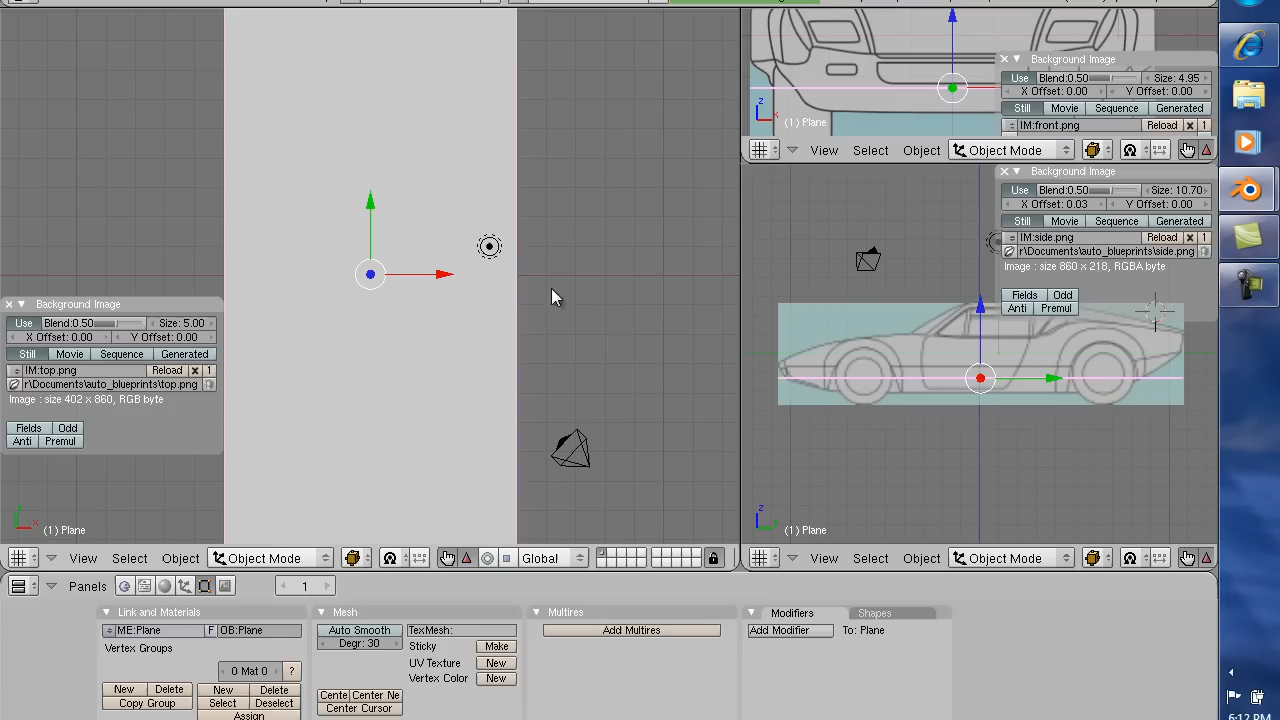 Background Image
Use Blend:0.50 Size: 4.95
X Offset: 0.00 Y Offset: 0.00
Still Movie Sequence Generated
IM:front.png Reload × 1
z x (1) Plane
View Select Object Object Mode
Background Image
Use Blend:0.50 Size: 10.70
X Offset: 0.03 Y Offset: 0.00
Still Movie Sequence Generated
IM:side.png Reload × 1
r\Documents\auto_blueprints\side.png
Image : size 860 x 218, RGBA byte
Fields Odd
Anti Premul
z y (1) Plane
View Select Object Object Mode
Background Image
Use Blend:0.50 Size: 5.00
X Offset: 0.00 Y Offset: 0.00
Still Movie Sequence Generated
IM:top.png Reload × 1
r\Documents\auto_blueprints\top.png
Image : size 402 x 860, RGB byte
Fields Odd
Anti Premul
y x (1) Plane
View Select Object Object Mode Global
Panels 1
Link and Materials
ME:Plane F OB:Plane
Vertex Groups
0 Mat 0 ?
New Delete New Delete
Copy Group Select Deselect
Assign
Mesh
Auto Smooth TexMesh:
Degr: 30 Sticky Make
UV Texture New
Vertex Color New
Cente Center Ne
Center Cursor
Multires
Add Multires
Modifiers Shapes
Add Modifier To: Plane
6:12 PM